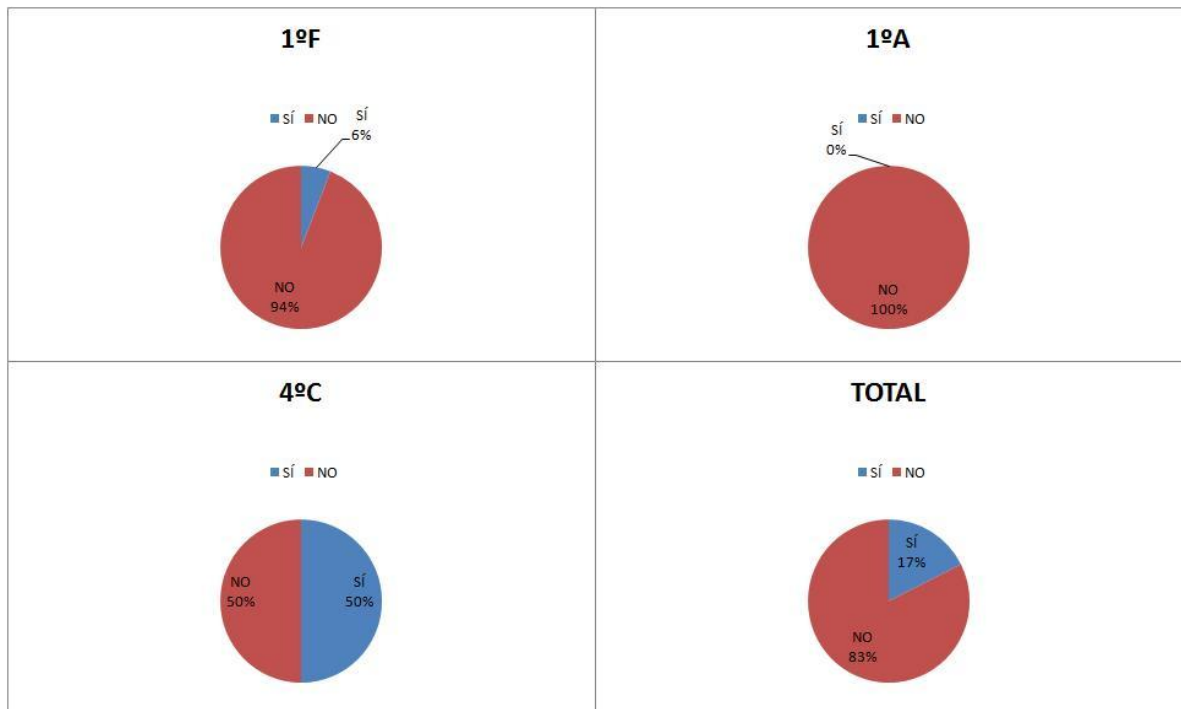 1ºF
SÍ NO
SÍ
6%
NO
94%
1ºA
SÍ NO
SÍ
0%
NO
100%
4ºC
SÍ NO
NO
50%
SÍ
50%
TOTAL
SÍ NO
SÍ
17%
NO
83%